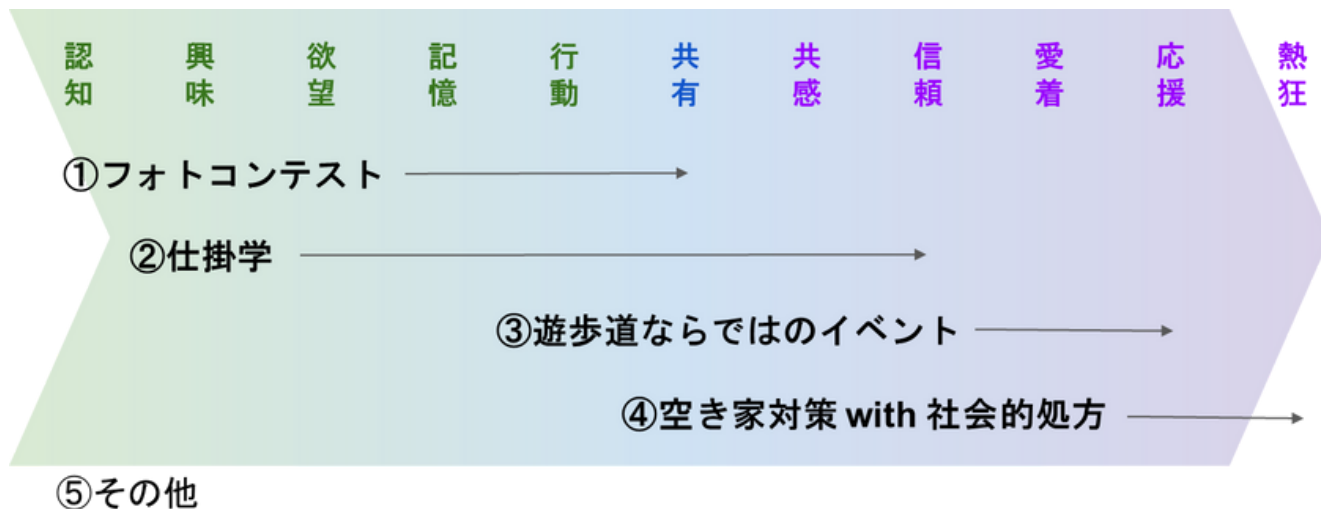 認知 興味 欲望 記憶 行動 共有 共感 信頼 愛着 応援 熱狂
①フォトコンテスト
②仕掛学
③遊歩道ならではのイベント
④空き家対策 with 社会的処方
⑤その他